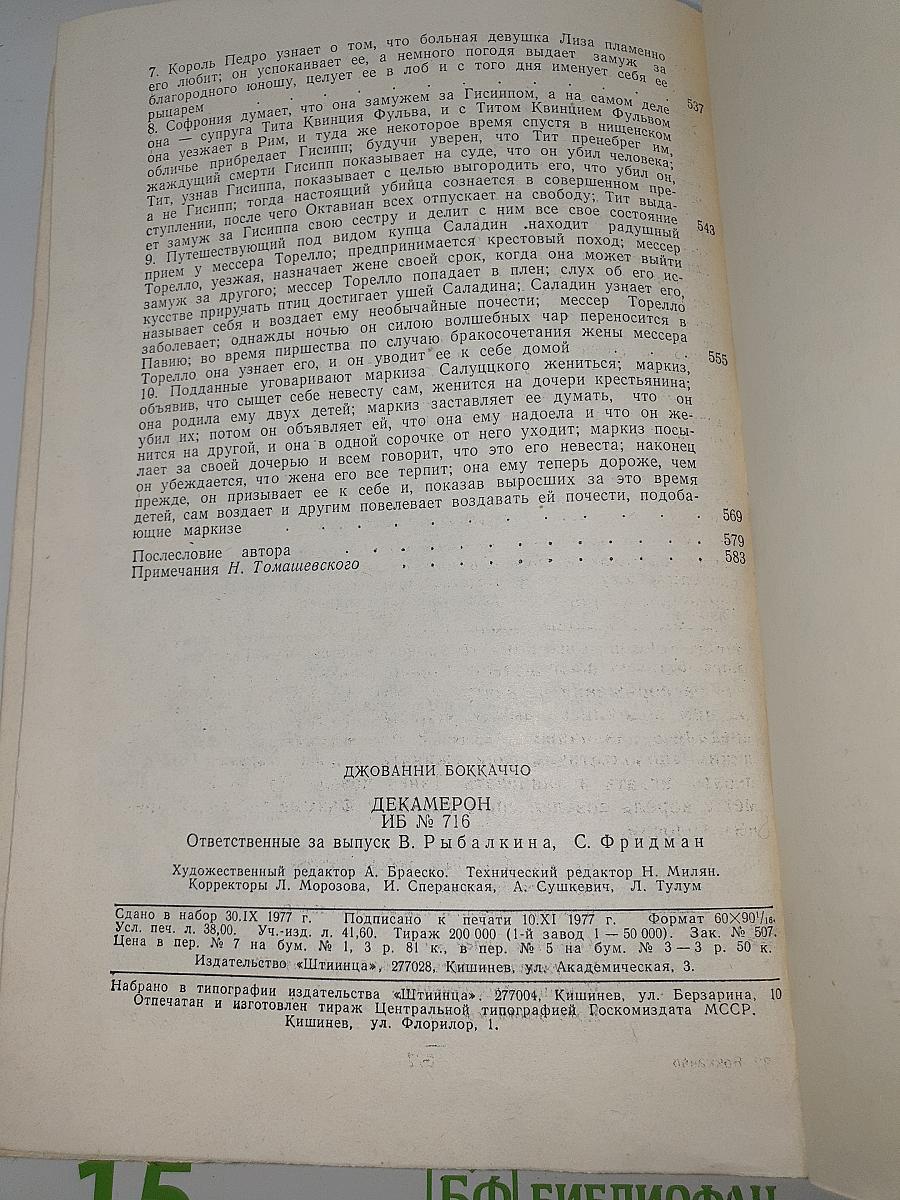 7. Король Педро узнает о том, что больная девушка Лиза пламенно
его любит; он успокаивает ее, а немного погодя выдает замуж за
благородного юношу, целует ее в лоб и с того дня именует себя ее
рыцарем . . . . . . . . . . . . . 537
8. Софрония думает, что она замужем за Гисиппом, а на самом деле
она — супруга Тита Квинция Фульва, и с Титом Квинцием Фульвом
она уезжает в Рим, и туда же некоторое время спустя в нищенском
обличье прибредает Гисипп; будучи уверен, что Тит пренебрег им,
жаждущий смерти Гисипп показывает на суде, что он убил человека;
Тит, узнав Гисиппа, показывает с целью выгородить его, что убил он,
а не Гисипп; тогда настоящий убийца сознается в совершенном пре-
ступлении, после чего Октавиан всех отпускает на свободу; Тит выда-
ет замуж за Гисиппа свою сестру и делит с ним все свое состояние 543
9. Путешествующий под видом купца Саладин .находит радушный
прием у мессера Торелло; предпринимается крестовый поход; мессер
Торелло, уезжая, назначает жене своей срок, когда она может выйти
замуж за другого; мессер Торелло попадает в плен; слух об его ис-
кусстве приручать птиц достигает ушей Саладина; Саладин узнает его,
называет себя и воздает ему необычайные почести; мессер Торелло
заболевает; однажды ночью он силою волшебных чар переносится в
Павию; во время пиршества по случаю бракосочетания жены мессера
Торелло она узнает его, и он уводит ее к себе домой . . . 555
10. Подданные уговаривают маркиза Салуццкого жениться; маркиз,
объявив, что сыщет себе невесту сам, женится на дочери крестьянина;
она родила ему двух детей; маркиз заставляет ее думать, что он
убил их; потом он объявляет ей, что она ему надоела и что он же-
нится на другой, и она в одной сорочке от него уходит; маркиз посы-
лает за своей дочерью и всем говорит, что это его невеста; наконец
он убеждается, что жена его все терпит; она ему теперь дороже, чем
прежде, он призывает ее к себе и, показав выросших за это время
детей, сам воздает и другим повелевает воздавать ей почести, подоба-
ющие маркизе . . . . . . . . . . . . 569
Послесловие автора . . . . . . . . . . . 579
Примечания Н. Томашевского . . . . . . . . . 583
ДЖОВАННИ БОККАЧЧО
ДЕКАМЕРОН
ИБ № 716
Ответственные за выпуск В. Рыбалкина, С. Фридман
Художественный редактор А. Браеско. Технический редактор Н. Милян.
Корректоры Л. Морозова, И. Сперанская, А. Сушкевич, Л. Тулум
Сдано в набор 30.IX 1977 г. Подписано к печати 10.XI 1977 г. Формат 60×90¹/₁₆.
Усл. печ. л. 38,00. Уч.-изд. л. 41,60. Тираж 200 000 (1-й завод 1 — 50 000). Зак. № 507.
Цена в пер. № 7 на бум. № 1, 3 р. 81 к., в пер. № 5 на бум. № 3 — 3 р. 50 к.
Издательство «Штиинца», 277028, Кишинев, ул. Академическая, 3.
Набрано в типографии издательства «Штиинца». 277004, Кишинев, ул. Берзарина, 10
Отпечатан и изготовлен тираж Центральной типографией Госкомиздата МССР.
Кишинев, ул. Флорилор, 1.
15 БФ БИБЛИОФАН